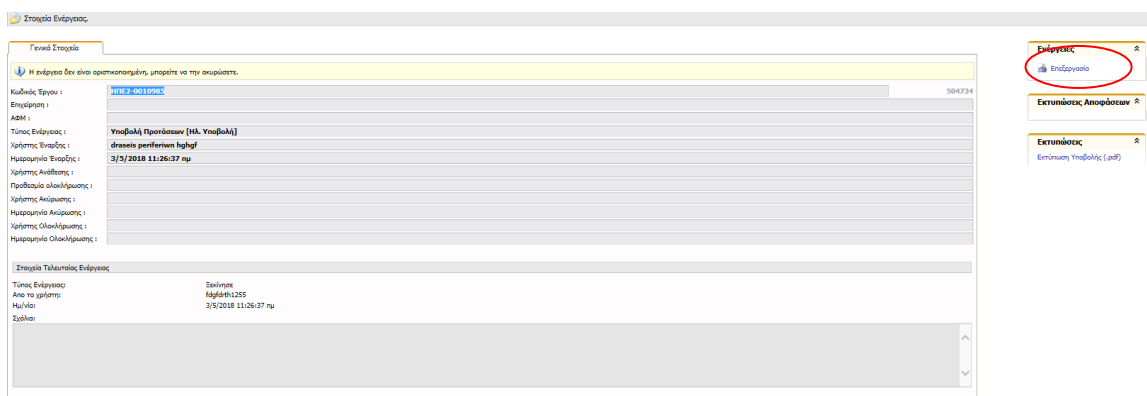 Στοιχεία Ενέργειας.
Γενικά Στοιχεία
Η ενέργεια δεν είναι οριστικοποιημένη, μπορείτε να την ακυρώσετε.
Κωδικός Έργου : ΗΠΕ2-0010985 504734
Επιχείρηση :
ΑΦΜ :
Τύπος Ενέργειας : Υποβολή Προτάσεων [Ηλ. Υποβολή]
Χρήστης Έναρξης : draseis periferiwn hghgf
Ημερομηνία Έναρξης : 3/5/2018 11:26:37 πμ
Χρήστης Ανάθεσης :
Προθεσμία ολοκλήρωσης :
Χρήστης Ακύρωσης :
Ημερομηνία Ακύρωσης :
Χρήστης Ολοκλήρωσης :
Ημερομηνία Ολοκλήρωσης :
Στοιχεία Τελευταίας Ενέργειας
Τύπος Ενέργειας: Ξεκίνησε
Απο το χρήστη: fdgfdrth1255
Ημ/νία: 3/5/2018 11:26:37 πμ
Σχόλια:
Ενέργειες
Επεξεργασία
Εκτυπώσεις Αποφάσεων
Εκτυπώσεις
Εκτύπωση Υποβολής (.pdf)